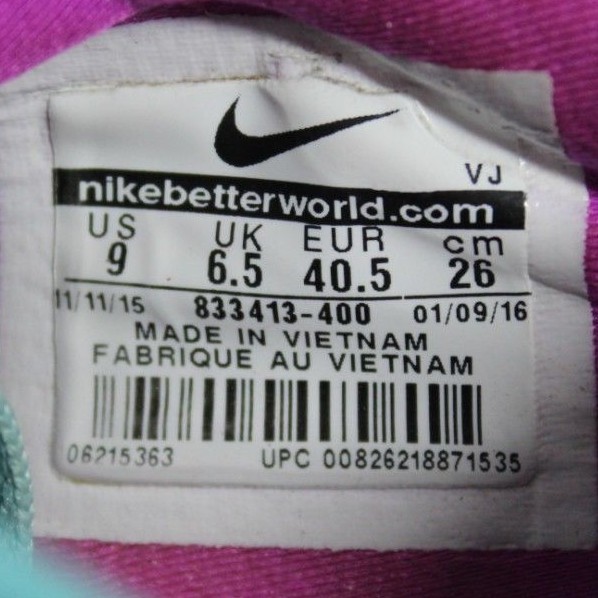 VJ
nikebetterworld.com
US UK EUR cm
9 6.5 40.5 26
11/11/15 833413-400 01/09/16
MADE IN VIETNAM
FABRIQUE AU VIETNAM
06215363 UPC 00826218871535